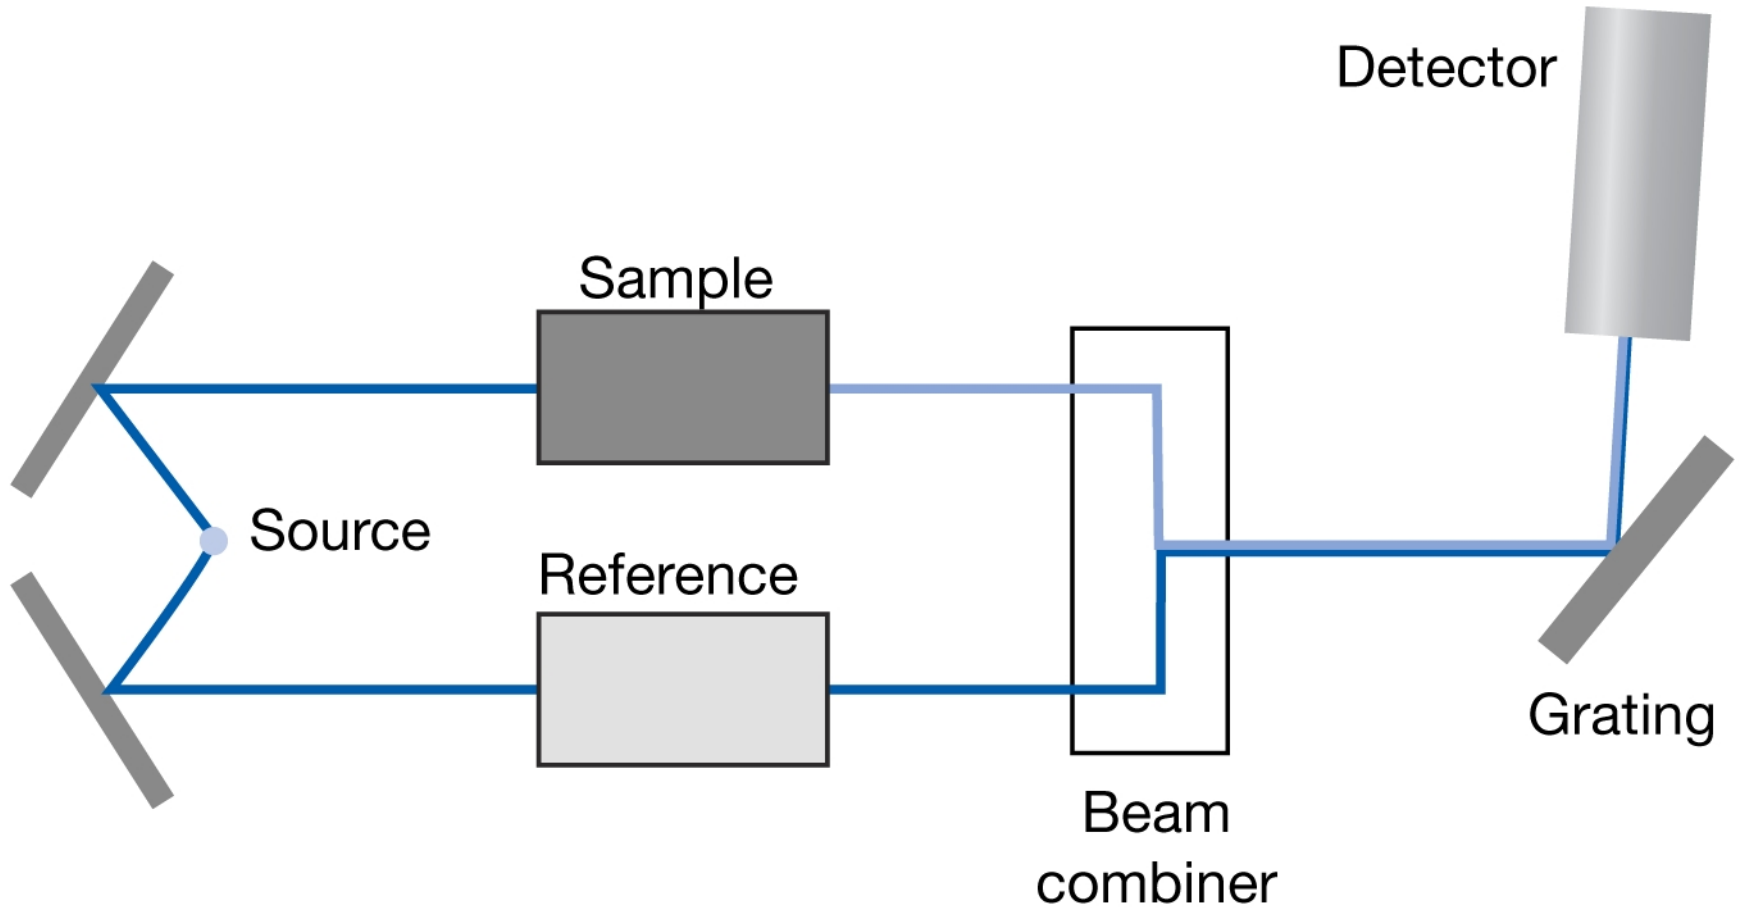 Detector
Sample
Source
Reference
Grating
Beam
combiner